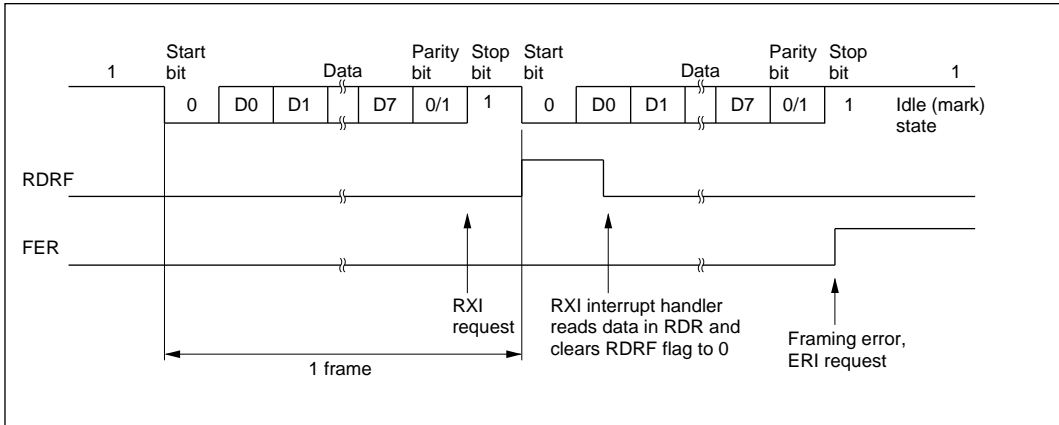 1
Start
bit
Data
Parity
bit
Stop
bit
Start
bit
Data
Parity
bit
Stop
bit
1
0 D0 D1 D7 0/1 1 0 D0 D1 D7 0/1 1
Idle (mark)
state
RDRF
FER
RXI
request
RXI interrupt handler
reads data in RDR and
clears RDRF flag to 0
Framing error,
ERI request
1 frame